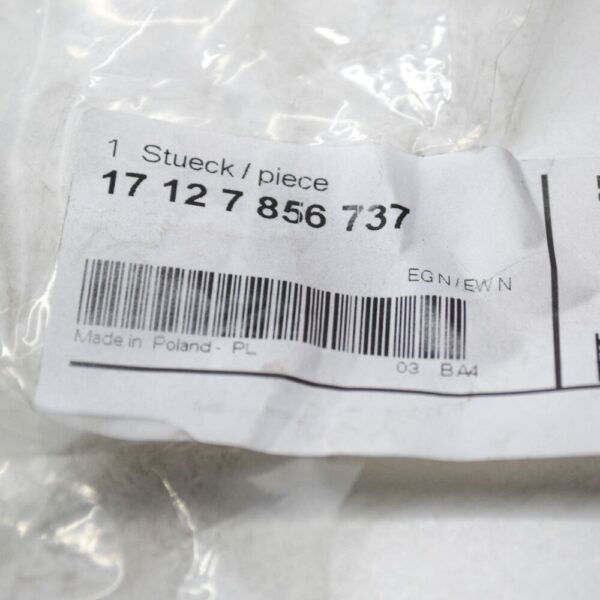 1 Stueck / piece
17 12 7 856 737
EGN/EWN
Made in Poland - PL
03 BA4